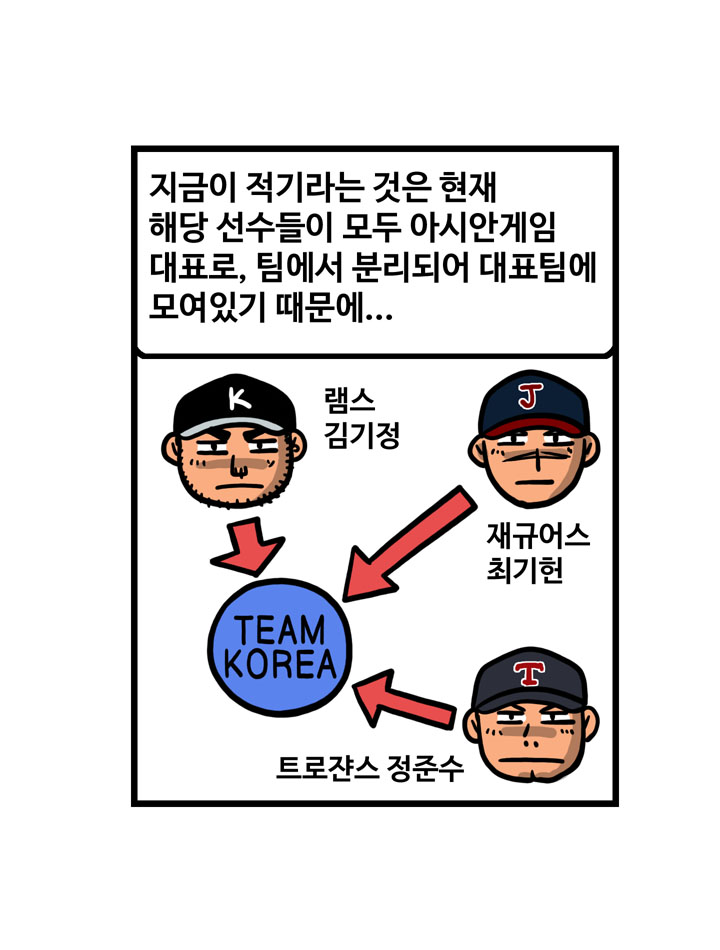 지금이 적기라는 것은 현재
해당 선수들이 모두 아시안게임
대표로, 팀에서 분리되어 대표팀에
모여있기 때문에...
K
램스
김기정
J
재규어스
최기헌
TEAM
KOREA
T
트로쟌스 정준수